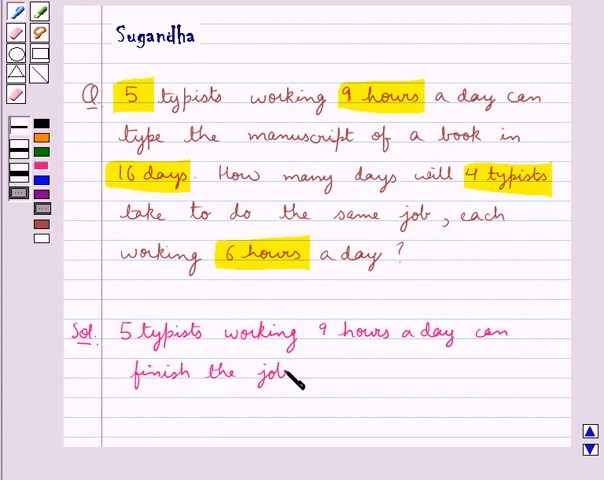 Sugandha
Q. 5 typists working 9 hours a day can
type the manuscript of a book in
16 days. How many days will 4 typists
take to do the same job, each
working 6 hours a day?
Sol. 5 typists working 9 hours a day can
finish the job